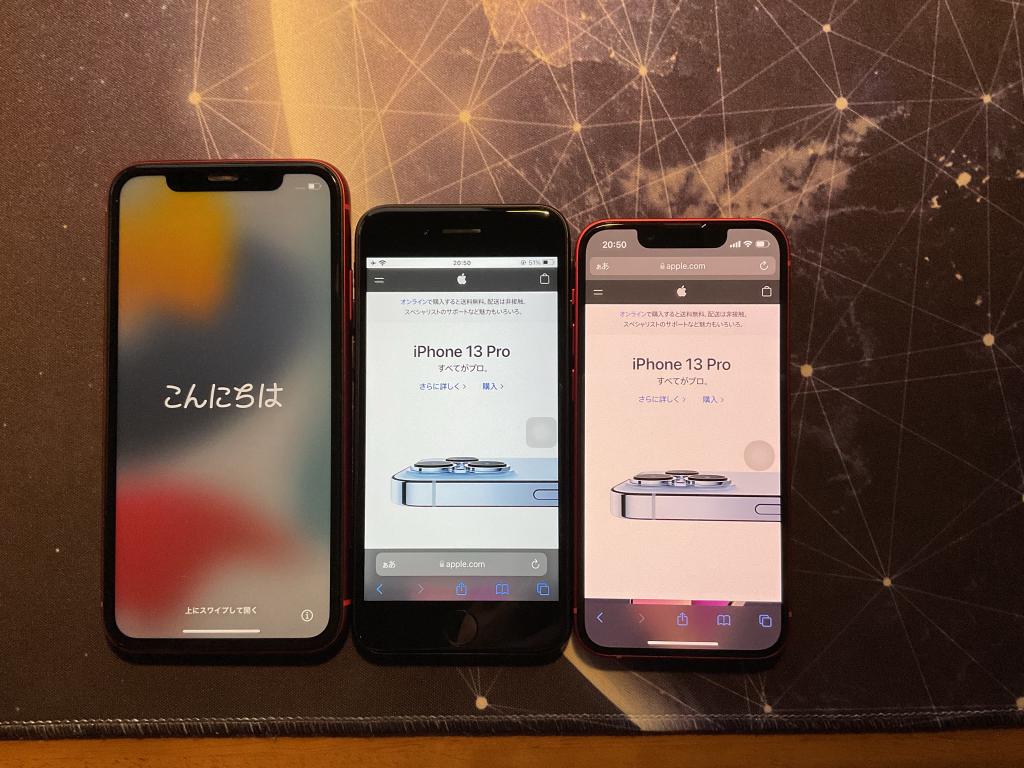 こんにちは
上にスワイプして開く
20:50
51%
オンラインで購入すると送料無料。配送は非接触。
スペシャリストのサポートなど魅力もいろいろ。
iPhone 13 Pro
すべてがプロ。
さらに詳しく > 購入 >
ぁあ apple.com
20:50
ぁあ apple.com
オンラインで購入すると送料無料。配送は非接触。
スペシャリストのサポートなど魅力もいろいろ。
iPhone 13 Pro
すべてがプロ。
さらに詳しく > 購入 >